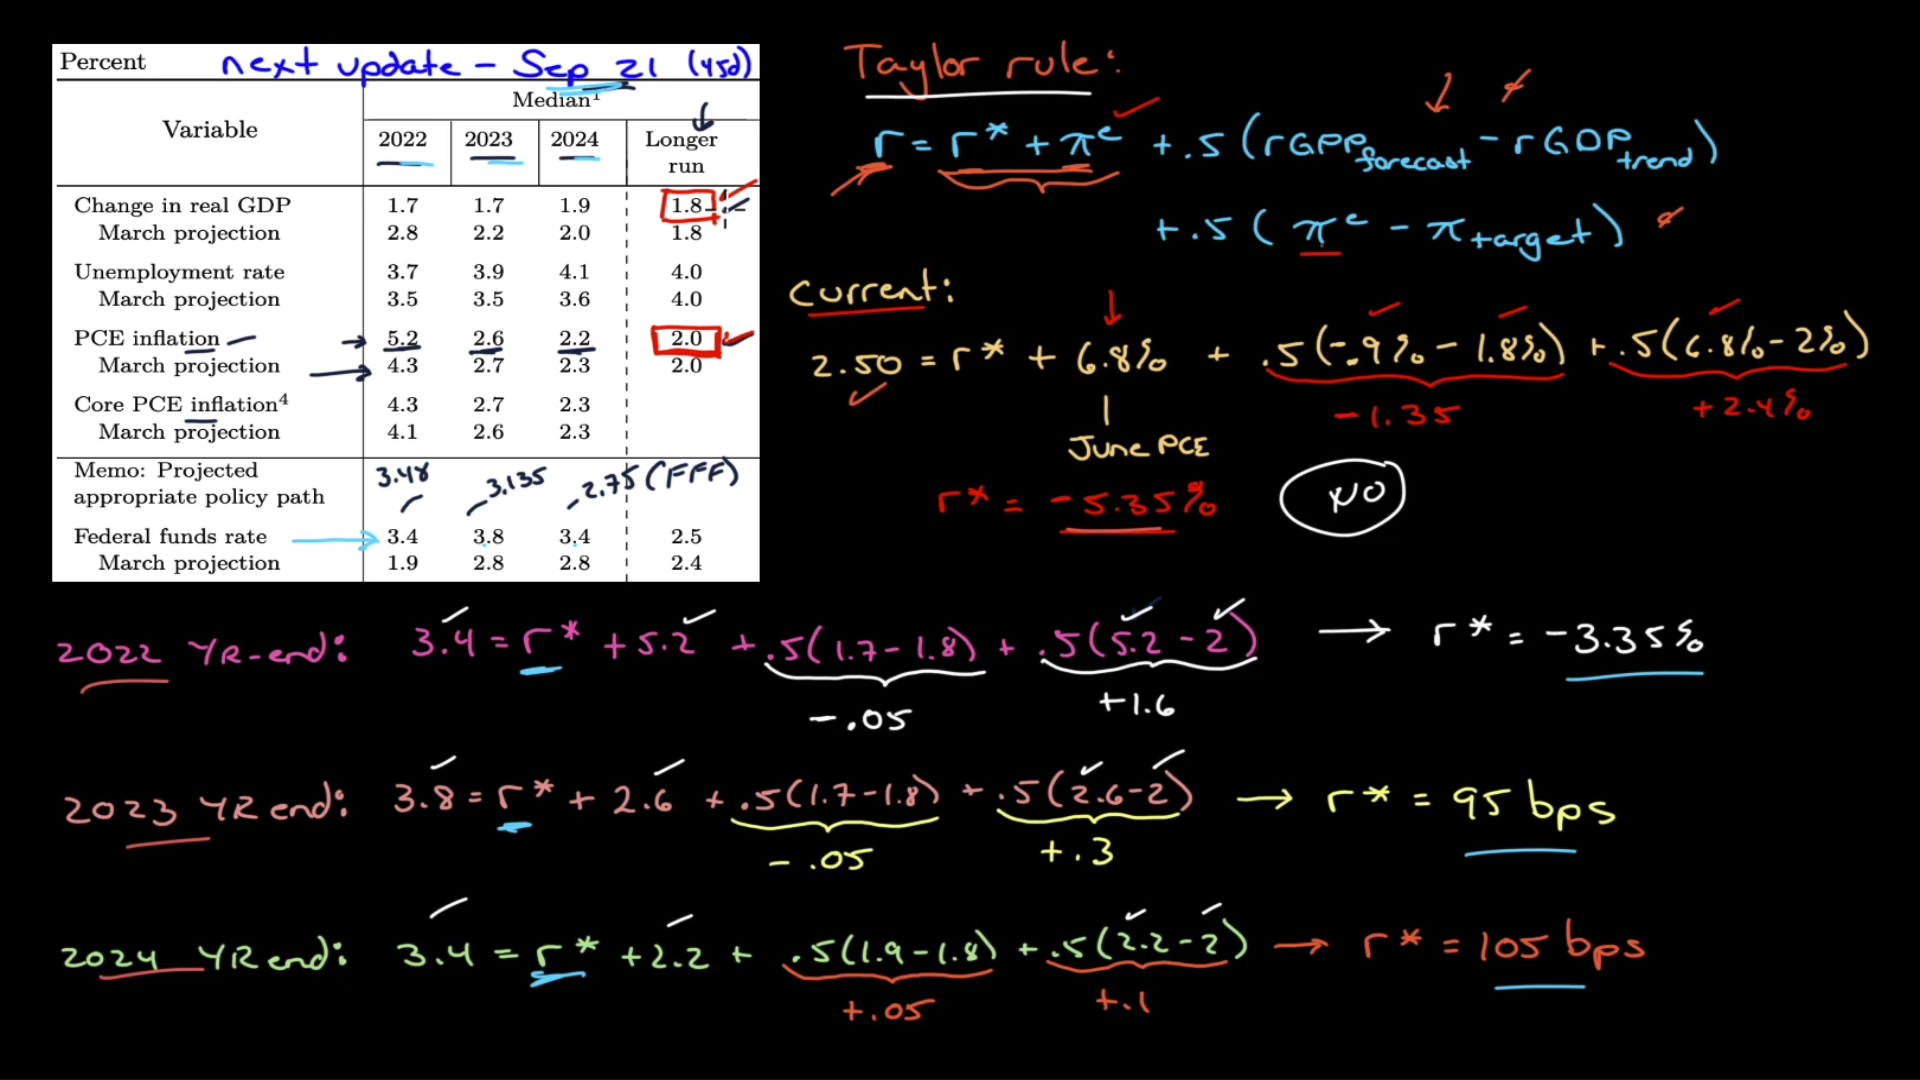 Percent next update - Sep 21 (45d)
Variable Median¹
2022 2023 2024 Longer run
Change in real GDP 1.7 1.7 1.9 1.8
March projection 2.8 2.2 2.0 1.8
Unemployment rate 3.7 3.9 4.1 4.0
March projection 3.5 3.5 3.6 4.0
PCE inflation 5.2 2.6 2.2 2.0
March projection 4.3 2.7 2.3 2.0
Core PCE inflation⁴ 4.3 2.7 2.3
March projection 4.1 2.6 2.3
Memo: Projected
appropriate policy path 3.48 3.135 2.75 (FFF)
Federal funds rate 3.4 3.8 3.4 2.5
March projection 1.9 2.8 2.8 2.4
Taylor rule:
r = r* + πᵉ + .5 (rGDP forecast - rGDP trend)
+ .5 ( πᵉ - π target )
Current:
2.50 = r* + 6.8% + .5(-.9% - 1.8%) + .5(6.8% - 2%)
-1.35 +2.4%
June PCE
r* = -5.35% NO
2022 YR-end: 3.4 = r* + 5.2 + .5(1.7 - 1.8) + .5(5.2 - 2) → r* = -3.35%
-.05 +1.6
2023 YR end: 3.8 = r* + 2.6 + .5(1.7 - 1.8) + .5(2.6 - 2) → r* = 95 bps
-.05 +.3
2024 YR end: 3.4 = r* + 2.2 + .5(1.9 - 1.8) + .5(2.2 - 2) → r* = 105 bps
+.05 +.1